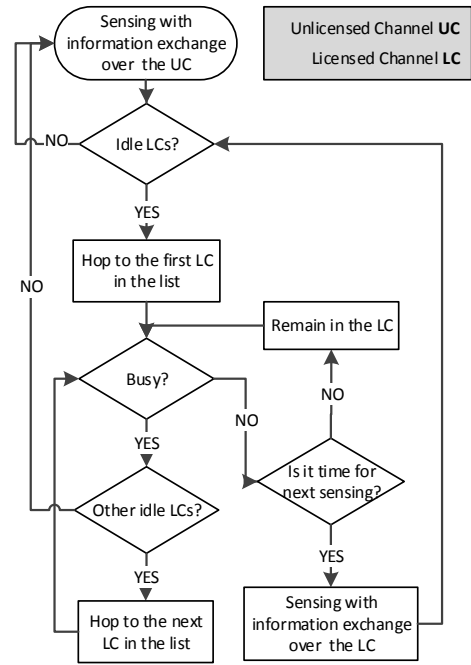 Sensing with
information exchange
over the UC
Unlicensed Channel UC
Licensed Channel LC
NO
Idle LCs?
YES
Hop to the first LC
in the list
NO
Remain in the LC
Busy?
NO
NO
YES
Is it time for
next sensing?
Other idle LCs?
YES
YES
Hop to the next
LC in the list
Sensing with
information exchange
over the LC